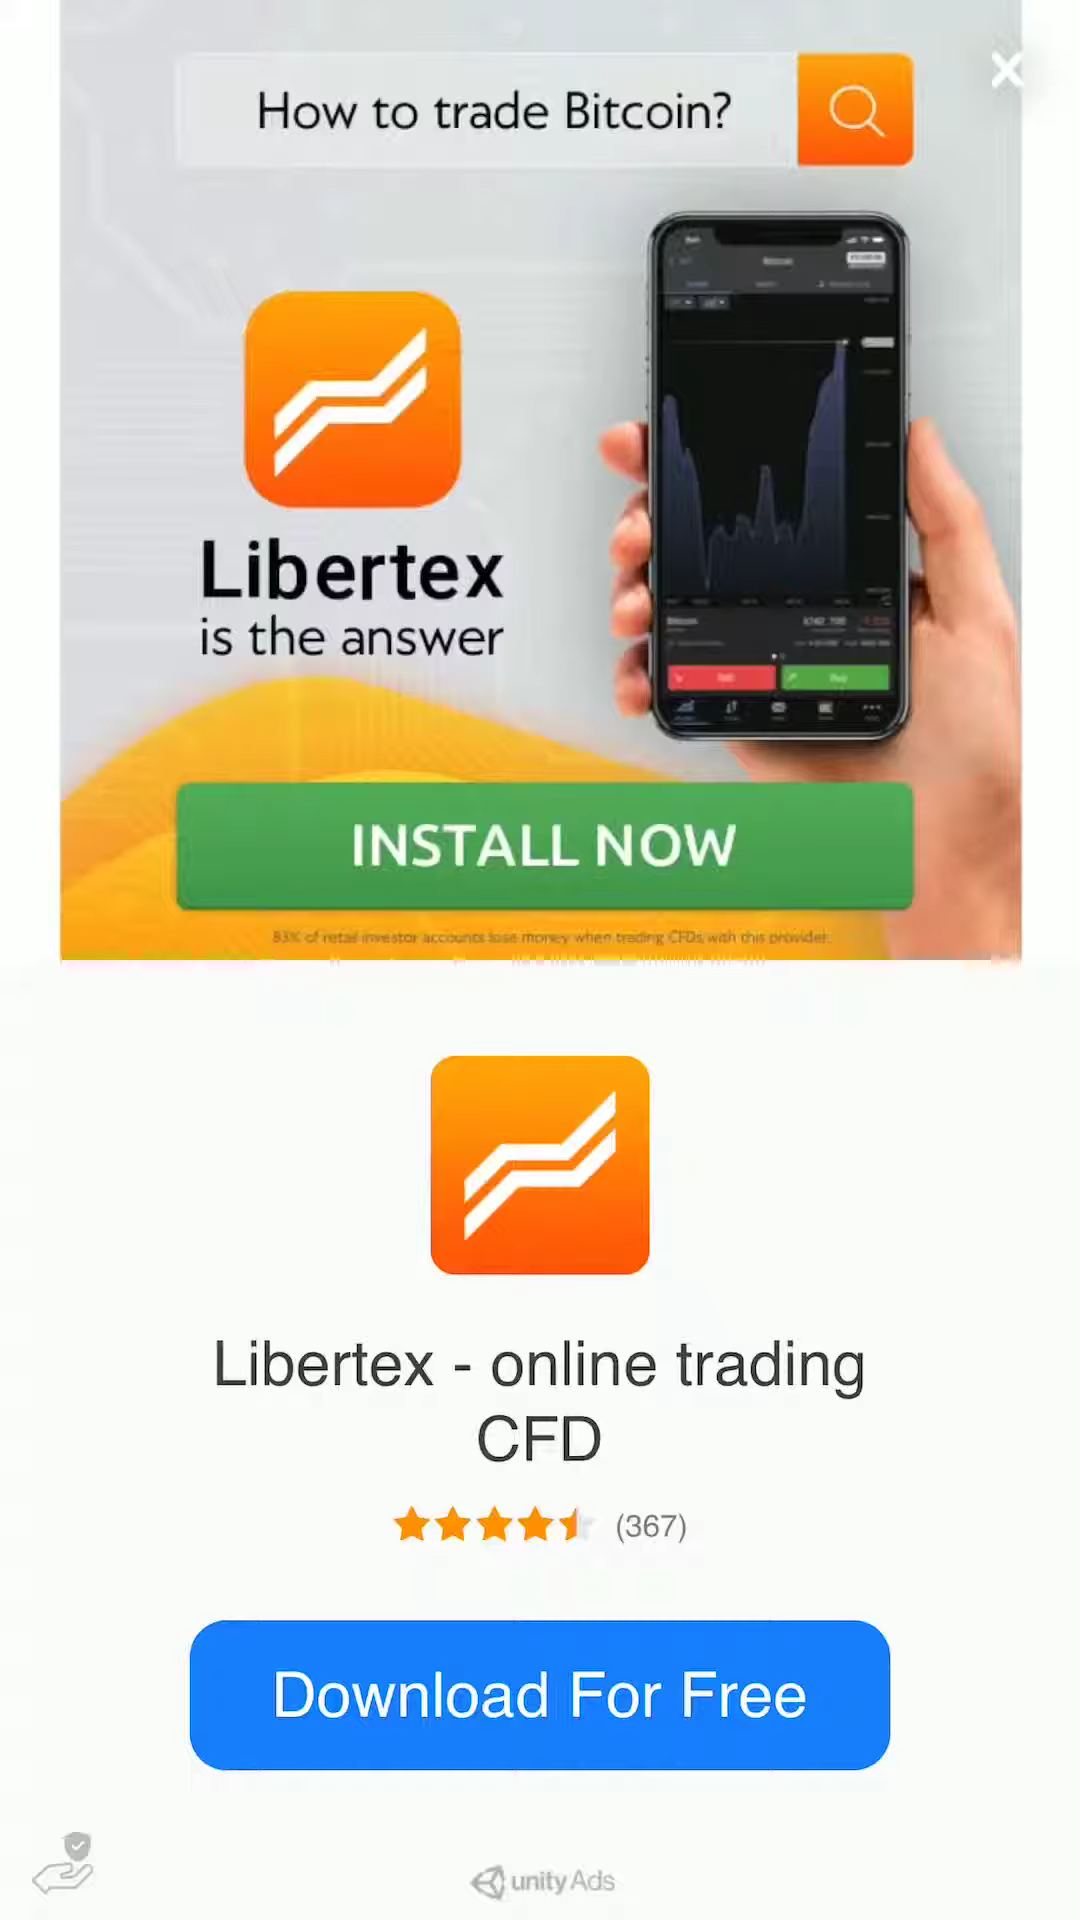 How to trade Bitcoin?
Libertex
is the answer
INSTALL NOW
83% of retail investor accounts lose money when trading CFDs with this provider.
Libertex - online trading
CFD
(367)
Download For Free
unity Ads